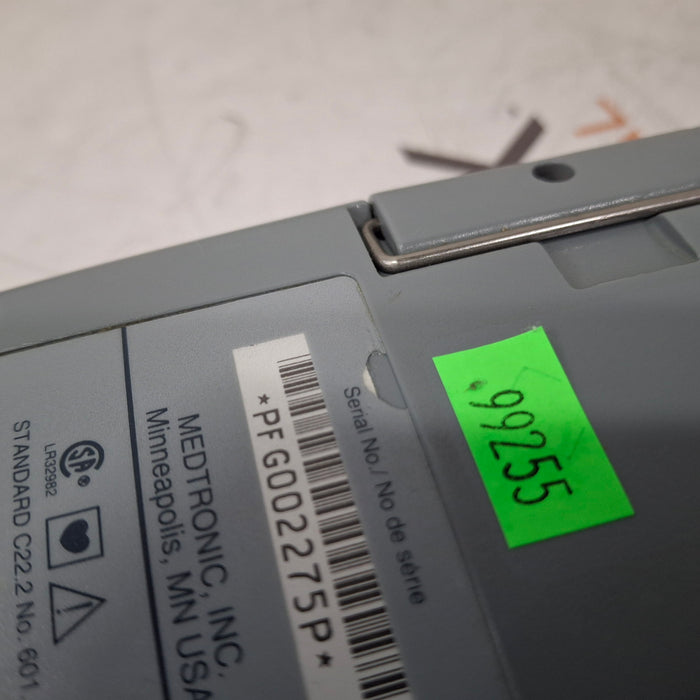 Serial No./ No de série
*PFG002275P*
MEDTRONIC, INC.
Minneapolis, MN USA
LR32982
STANDARD C22.2 No. 601.
99255